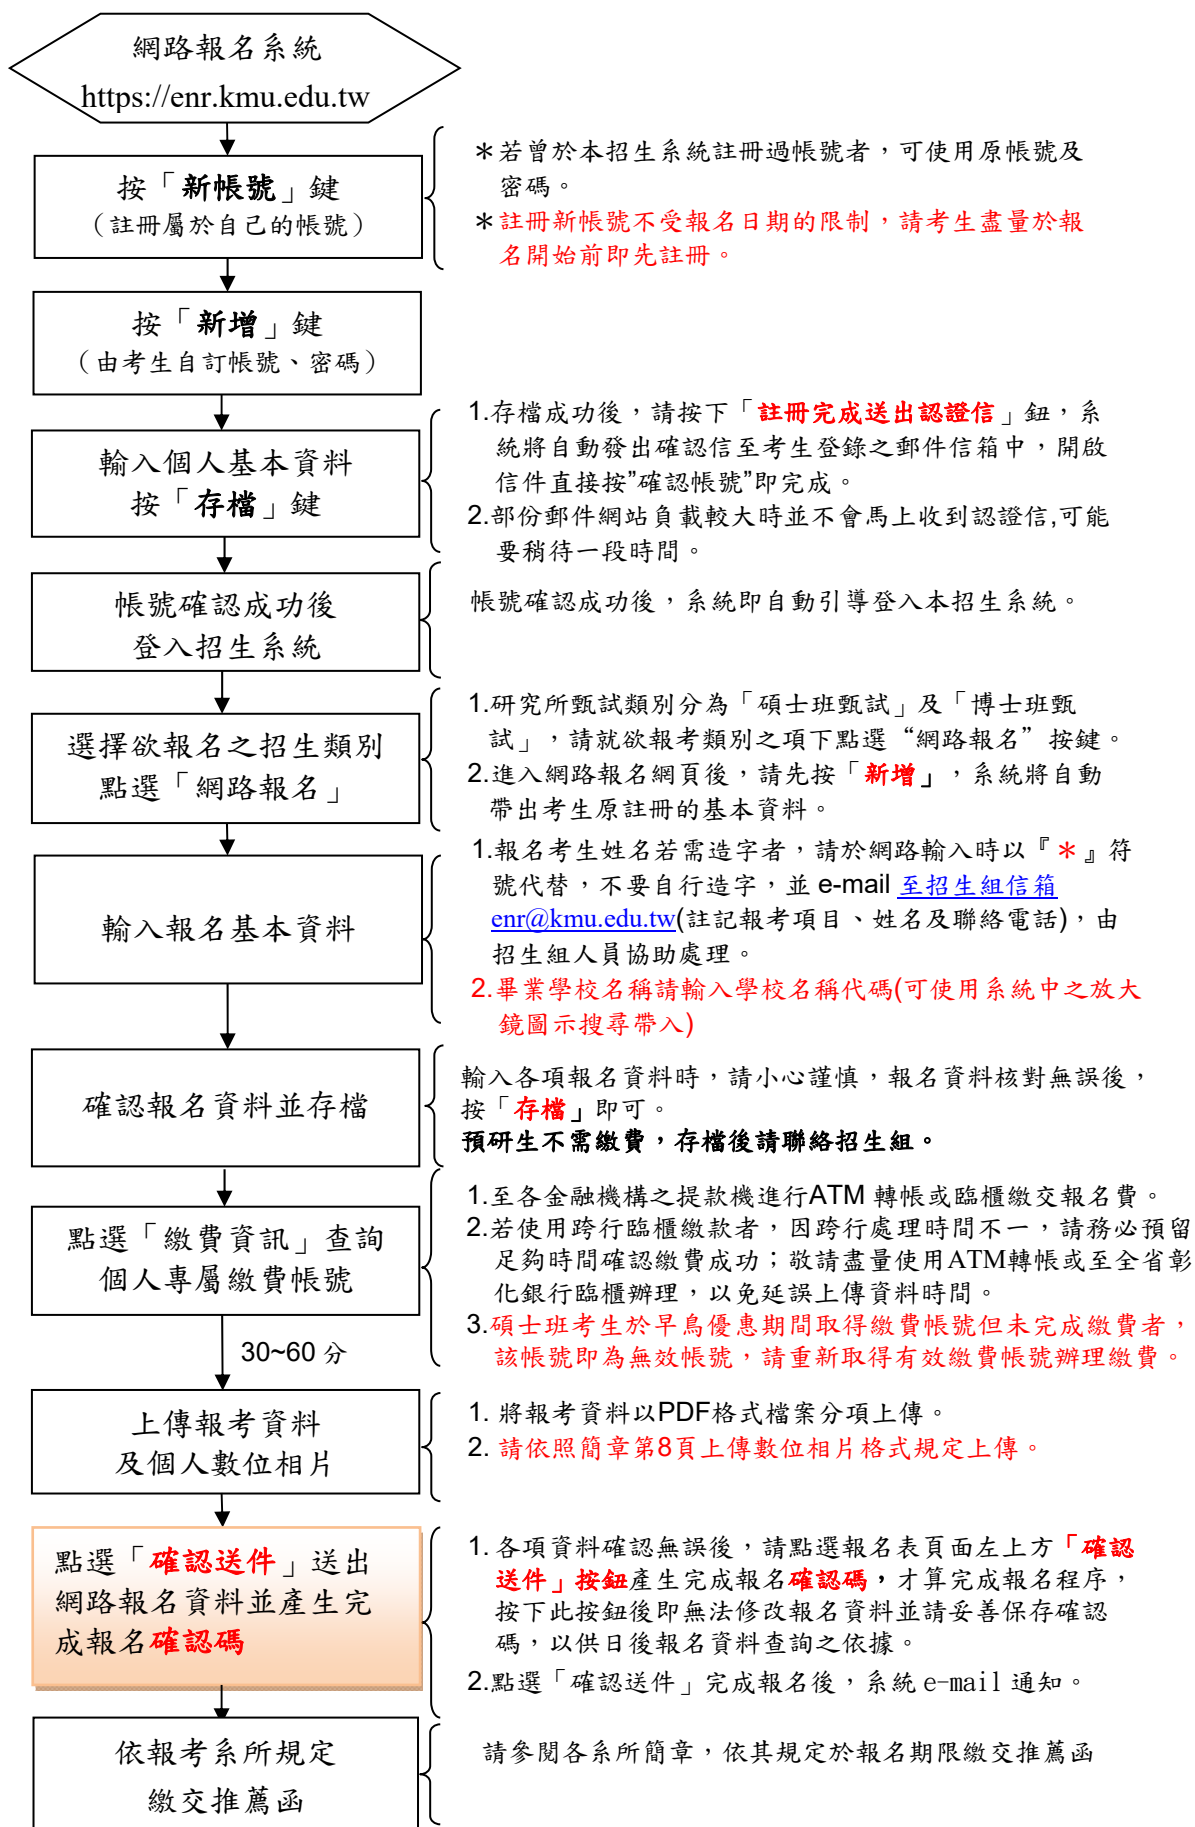 網路報名系統
https://enr.kmu.edu.tw
按「新帳號」鍵
（註冊屬於自己的帳號）
＊若曾於本招生系統註冊過帳號者，可使用原帳號及
密碼。
＊註冊新帳號不受報名日期的限制，請考生盡量於報
名開始前即先註冊。
按「新增」鍵
（由考生自訂帳號、密碼）
輸入個人基本資料
按「存檔」鍵
1.存檔成功後，請按下「註冊完成送出認證信」鈕，系
統將自動發出確認信至考生登錄之郵件信箱中，開啟
信件直接按”確認帳號”即完成。
2.部份郵件網站負載較大時並不會馬上收到認證信,可能
要稍待一段時間。
帳號確認成功後
登入招生系統
帳號確認成功後，系統即自動引導登入本招生系統。
選擇欲報名之招生類別
點選「網路報名」
1.研究所甄試類別分為「碩士班甄試」及「博士班甄
試」，請就欲報考類別之項下點選“網路報名”按鍵。
2.進入網路報名網頁後，請先按「新增」，系統將自動
帶出考生原註冊的基本資料。
輸入報名基本資料
1.報名考生姓名若需造字者，請於網路輸入時以『＊』符
號代替，不要自行造字，並 e-mail 至招生組信箱
enr@kmu.edu.tw(註記報考項目、姓名及聯絡電話)，由
招生組人員協助處理。
2.畢業學校名稱請輸入學校名稱代碼(可使用系統中之放大
鏡圖示搜尋帶入)
確認報名資料並存檔
輸入各項報名資料時，請小心謹慎，報名資料核對無誤後，
按「存檔」即可。
預研生不需繳費，存檔後請聯絡招生組。
點選「繳費資訊」查詢
個人專屬繳費帳號
1.至各金融機構之提款機進行ATM 轉帳或臨櫃繳交報名費。
2.若使用跨行臨櫃繳款者，因跨行處理時間不一，請務必預留
足夠時間確認繳費成功；敬請盡量使用ATM轉帳或至全省彰
化銀行臨櫃辦理，以免延誤上傳資料時間。
3.碩士班考生於早鳥優惠期間取得繳費帳號但未完成繳費者，
該帳號即為無效帳號，請重新取得有效繳費帳號辦理繳費。
30~60 分
上傳報考資料
及個人數位相片
1. 將報考資料以PDF格式檔案分項上傳。
2. 請依照簡章第8頁上傳數位相片格式規定上傳。
點選「確認送件」送出
網路報名資料並產生完
成報名確認碼
1. 各項資料確認無誤後，請點選報名表頁面左上方「確認
送件」按鈕產生完成報名確認碼，才算完成報名程序，
按下此按鈕後即無法修改報名資料並請妥善保存確認
碼，以供日後報名資料查詢之依據。
2.點選「確認送件」完成報名後，系統 e-mail 通知。
依報考系所規定
繳交推薦函
請參閱各系所簡章，依其規定於報名期限繳交推薦函